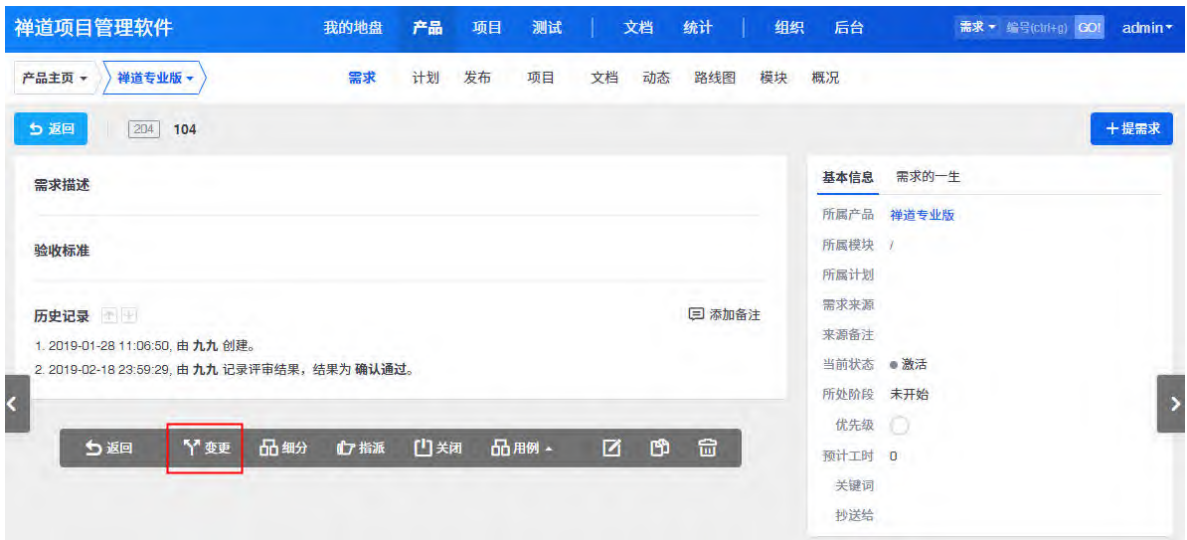 禅道项目管理软件 我的地盘 产品 项目 测试 文档 统计 组织 后台 需求 编号(ctrl+g) GO! admin
产品主页 禅道专业版 需求 计划 发布 项目 文档 动态 路线图 模块 概况
返回 204 104 +提需求
需求描述
验收标准
历史记录 添加备注
1. 2019-01-28 11:06:50, 由 九九 创建。
2. 2019-02-18 23:59:29, 由 九九 记录评审结果，结果为 确认通过。
返回 变更 细分 指派 关闭 用例
基本信息 需求的一生
所属产品 禅道专业版
所属模块 /
所属计划
需求来源
来源备注
当前状态 激活
所处阶段 未开始
优先级
预计工时 0
关键词
抄送给